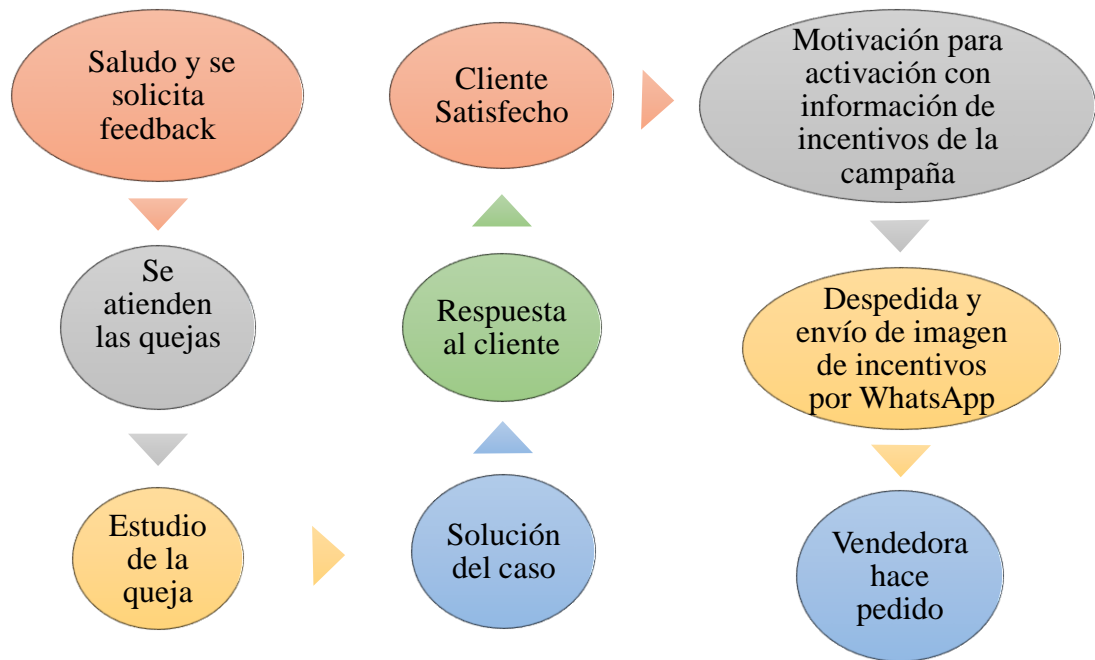 Saludo y se
solicita
feedback
Se
atienden
las quejas
Estudio
de la
queja
Solución
del caso
Respuesta
al cliente
Cliente
Satisfecho
Motivación para
activación con
información de
incentivos de la
campaña
Despedida y
envío de imagen
de incentivos
por WhatsApp
Vendedora
hace
pedido